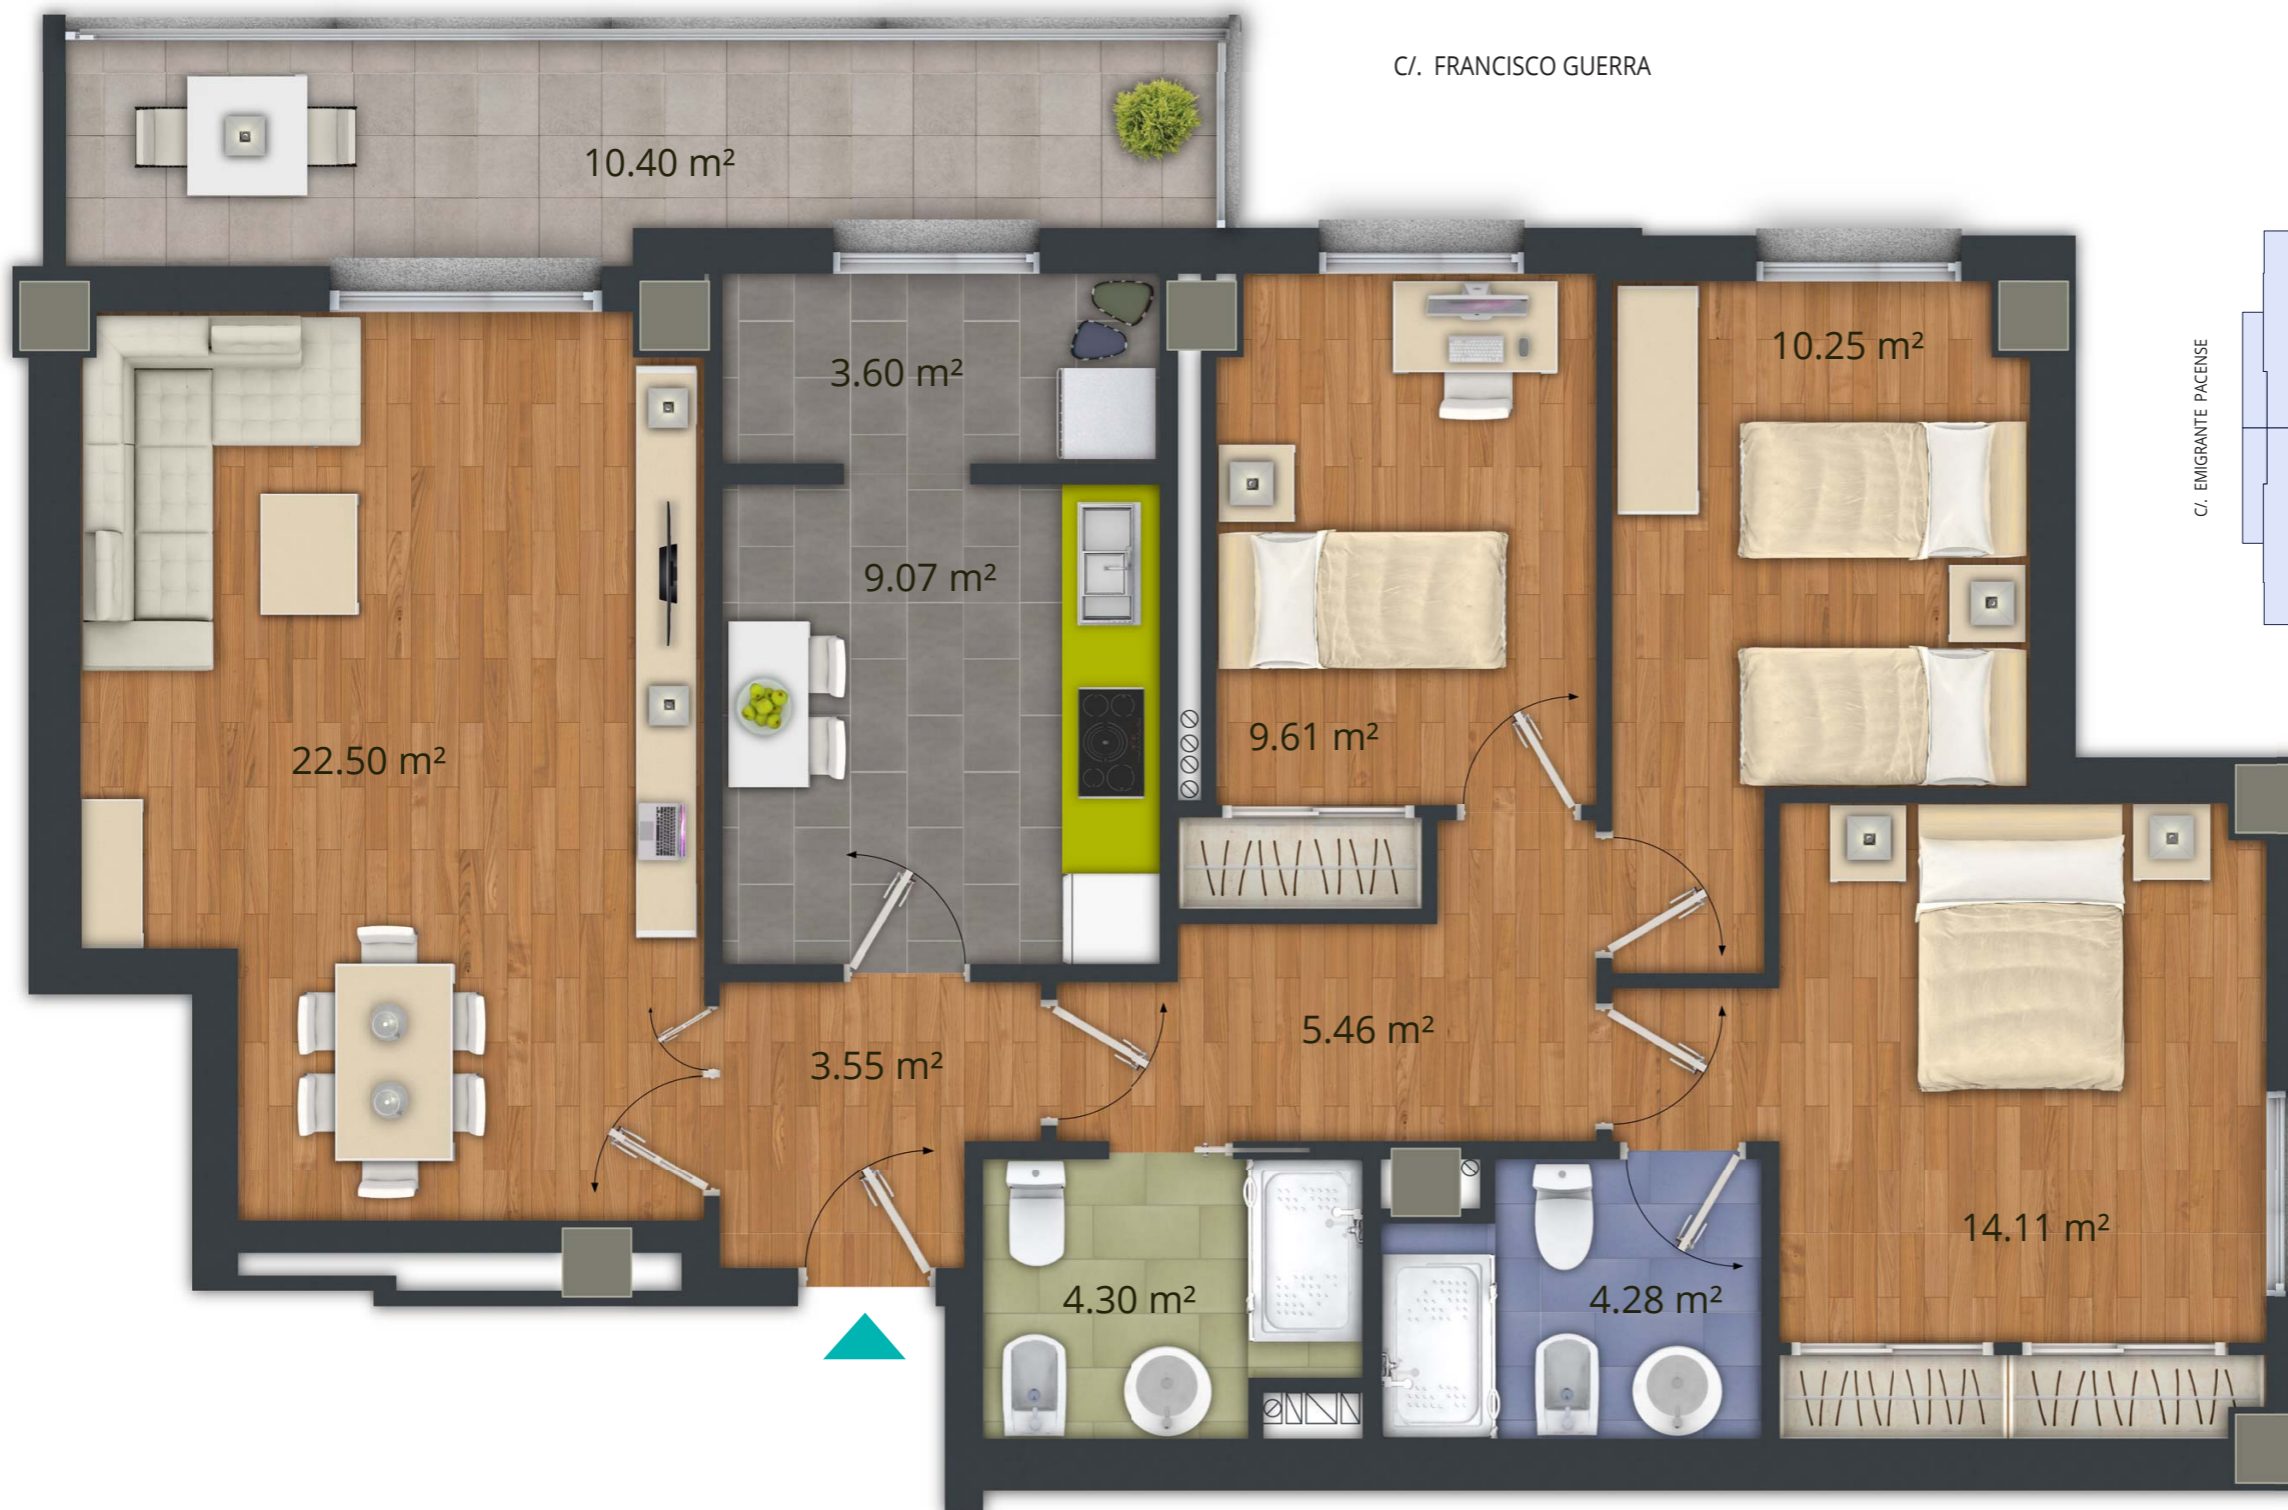 C/. FRANCISCO GUERRA
10.40 m²
C/. EMIGRANTE PACENSE
10.25 m²
3.60 m²
9.07 m²
9.61 m²
22.50 m²
5.46 m²
3.55 m²
14.11 m²
4.30 m²
4.28 m²